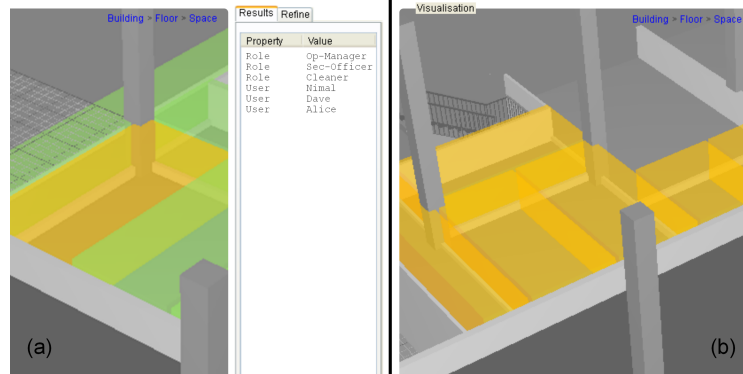 Building > Floor > Space
Results Refine
Property Value
Role Op-Manager
Role Sec-Officer
Role Cleaner
User Nimal
User Dave
User Alice
(a)
Visualisation
Building > Floor > Space
(b)